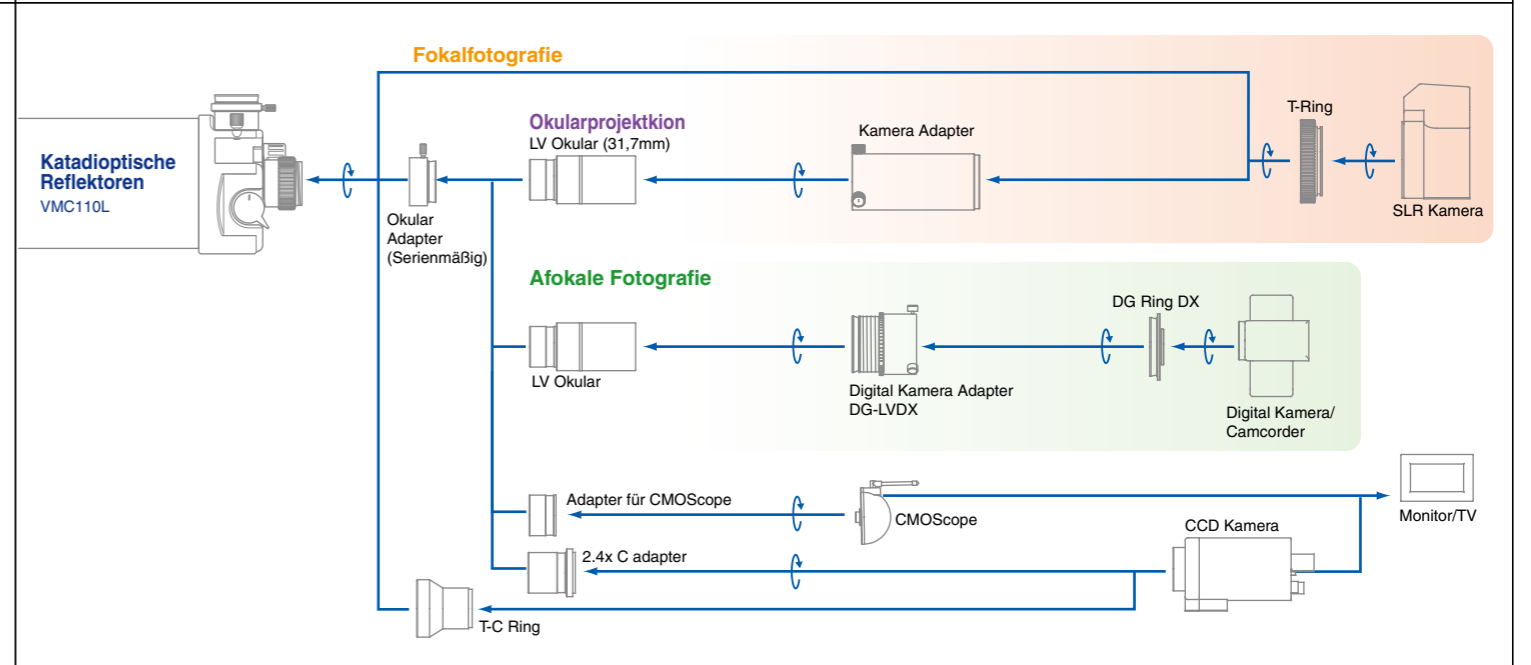 Fokalfotografie
Katadioptische
Reflektoren
VMC110L
Okular
Adapter
(Serienmäßig)
Okularprojektkion
LV Okular (31,7mm)
Kamera Adapter
T-Ring
SLR Kamera
Afokale Fotografie
LV Okular
Digital Kamera Adapter
DG-LVDX
DG Ring DX
Digital Kamera/
Camcorder
Adapter für CMOScope
CMOScope
Monitor/TV
2.4x C adapter
CCD Kamera
T-C Ring